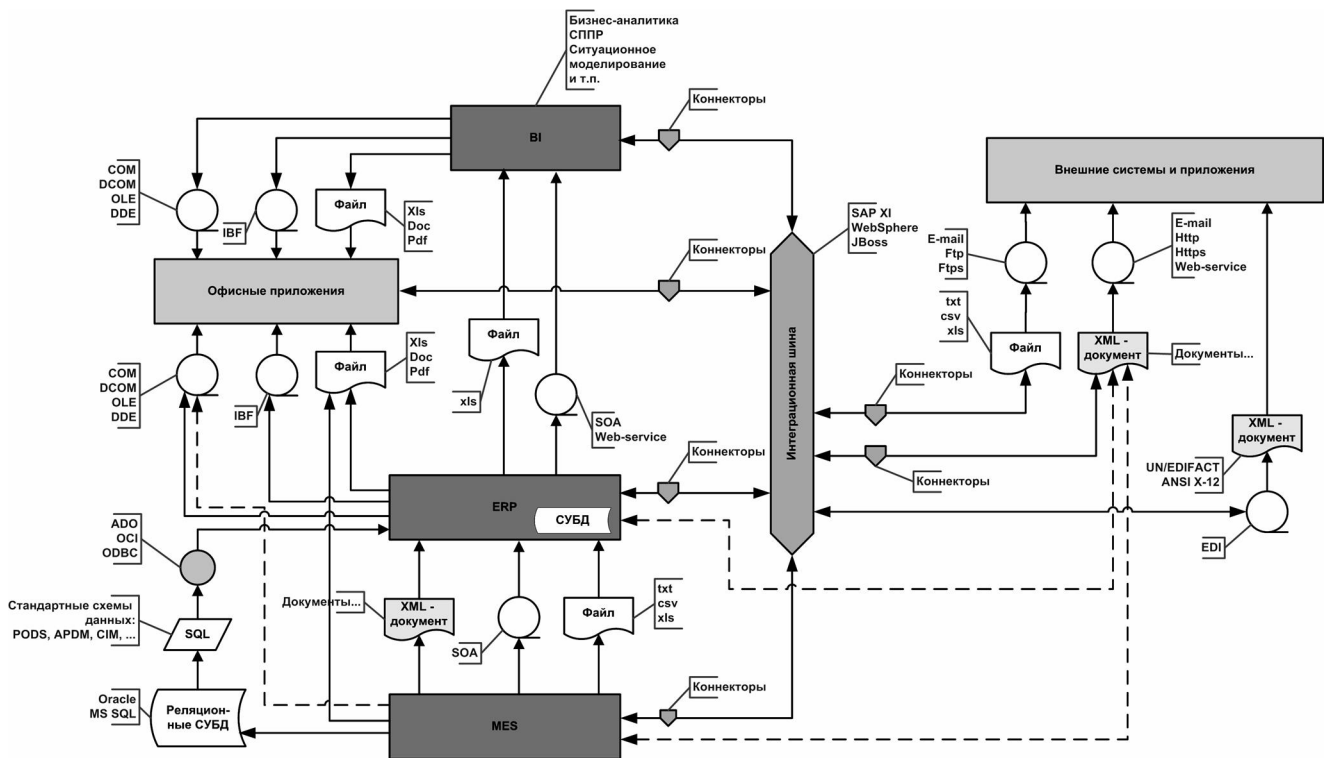 Бизнес-аналитика
СППР
Ситуационное
моделирование
и т.п.
Коннекторы
BI
Внешние системы и приложения
COM
DCOM
OLE
DDE
IBF
Файл
Xls
Doc
Pdf
SAP XI
WebSphere
JBoss
E-mail
Ftp
Ftps
E-mail
Http
Https
Web-service
Коннекторы
Офисные приложения
txt
csv
xls
Файл
XML -
документ
Документы...
Файл
xls
COM
DCOM
OLE
DDE
IBF
Файл
Xls
Doc
Pdf
SOA
Web-service
Интеграционная шина
Коннекторы
Коннекторы
XML -
документ
UN/EDIFACT
ANSI X-12
Коннекторы
ERP
СУБД
EDI
ADO
OCI
ODBC
Стандартные схемы
данных:
PODS, APDM, CIM, ...
SQL
Документы...
XML -
документ
SOA
Файл
txt
csv
xls
Oracle
MS SQL
Реляцион-
ные СУБД
MES
Коннекторы